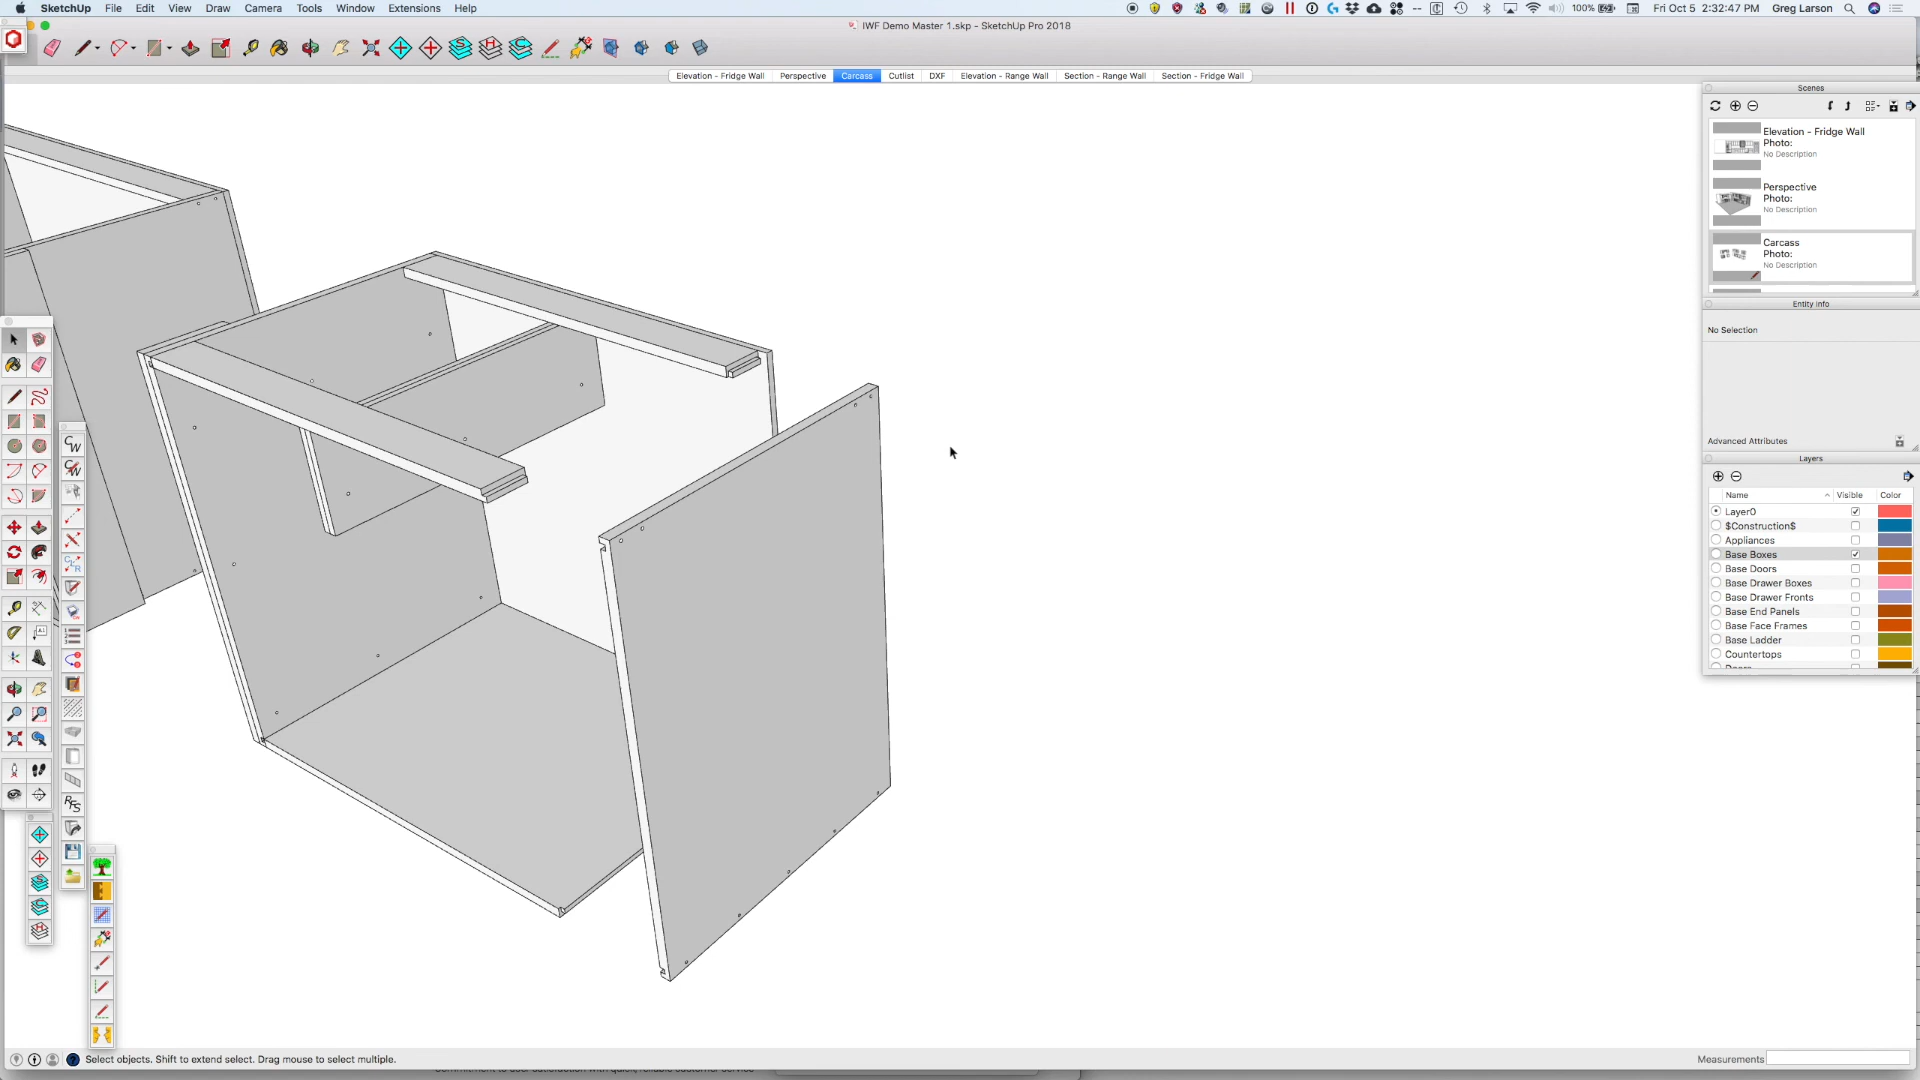 SketchUp File Edit View Draw Camera Tools Window Extensions Help
100% Fri Oct 5 2:32:47 PM Greg Larson
IWF Demo Master 1.skp - SketchUp Pro 2018
Elevation - Fridge Wall Perspective Carcass Cutlist DXF Elevation - Range Wall Section - Range Wall Section - Fridge Wall
Scenes
Elevation - Fridge Wall
Photo:
No Description
Perspective
Photo:
No Description
Carcass
Photo:
No Description
Entity Info
No Selection
Advanced Attributes
Layers
Name Visible Color
Layer0
$Construction$
Appliances
Base Boxes
Base Doors
Base Drawer Boxes
Base Drawer Fronts
Base End Panels
Base Face Frames
Base Ladder
Countertops
CW
CW
CLR
RFS
Select objects. Shift to extend select. Drag mouse to select multiple.
Measurements